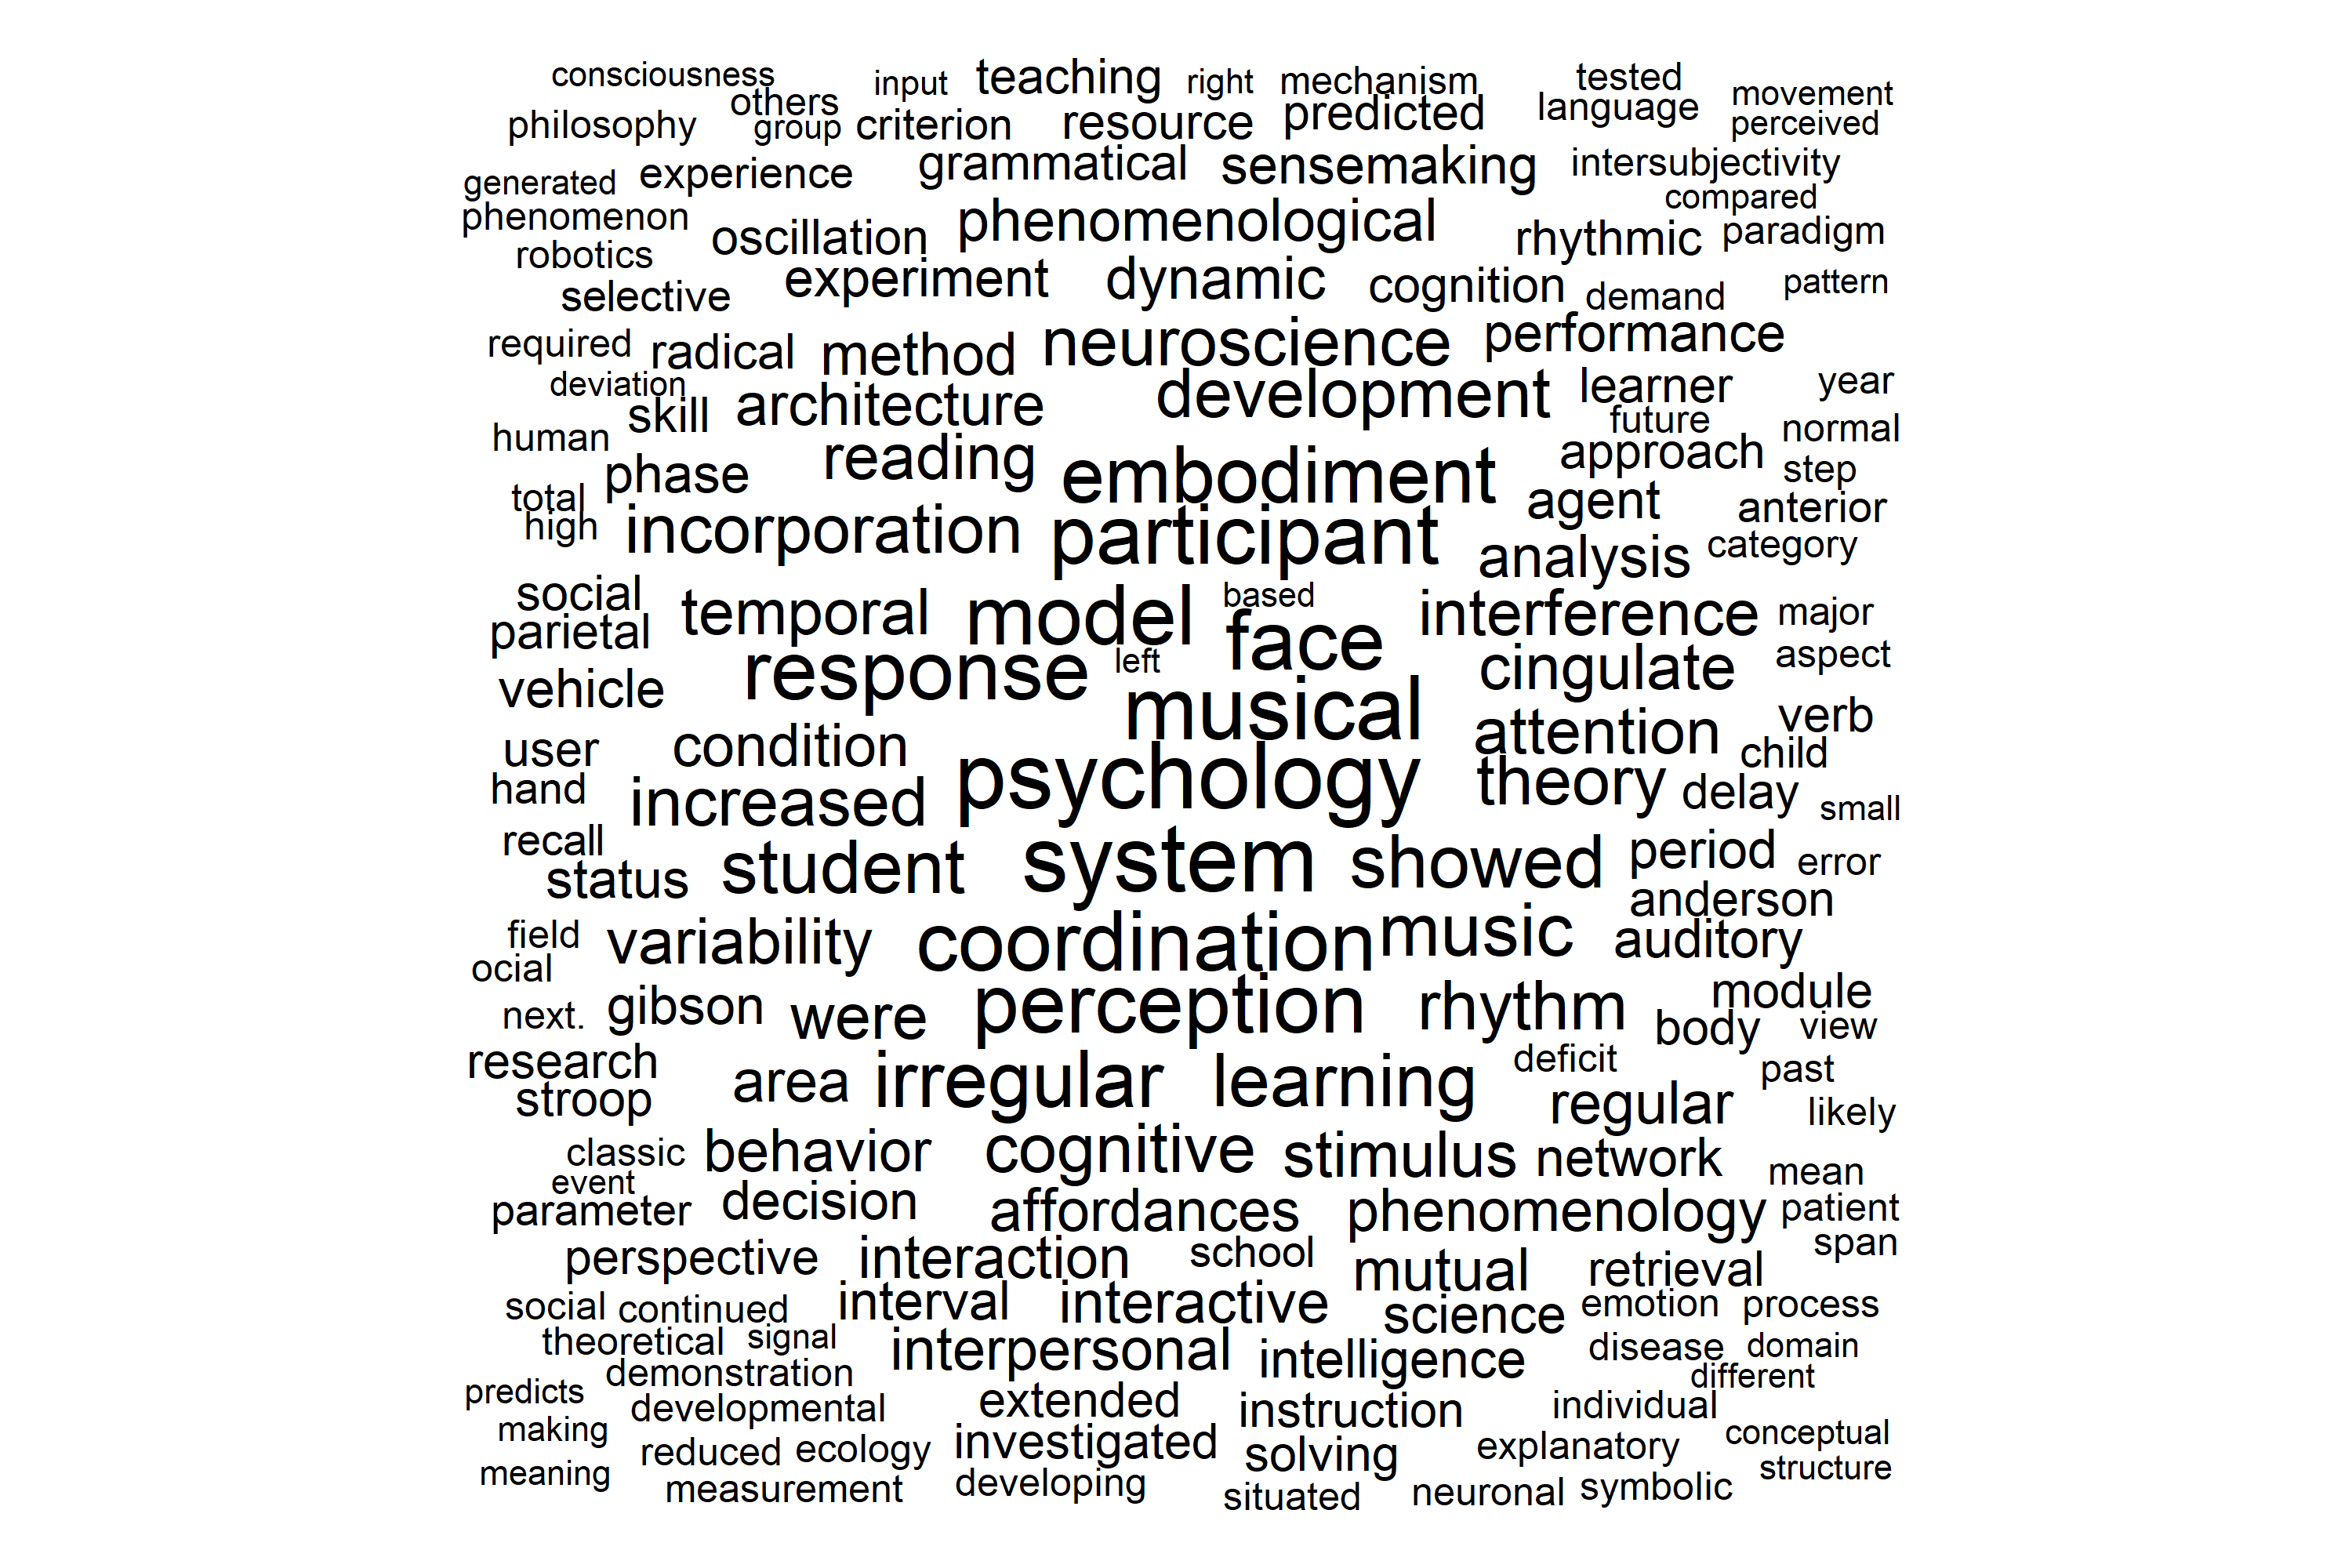 consciousness input teaching right mechanism tested
others language movement
philosophy group criterion resource predicted perceived
generated experience grammatical sensemaking intersubjectivity
compared
phenomenon oscillation phenomenological rhythmic paradigm
robotics
selective experiment dynamic cognition demand pattern
required radical method neuroscience performance
deviation architecture development learner year
skill future
human reading approach normal
phase embodiment step
total agent anterior
high incorporation participant analysis category
social temporal model based interference major
parietal face
vehicle response left cingulate aspect
musical verb
user condition attention child
hand increased psychology theory delay small
recall
status student system showed period error
anderson
field variability coordination music auditory
ocial
next. gibson were perception rhythm module
body view
research area irregular learning deficit past
stroop regular likely
classic behavior cognitive stimulus network mean
event
parameter decision affordances phenomenology patient
perspective interaction school mutual retrieval span
social continued interval interactive science emotion process
theoretical signal interpersonal intelligence disease domain
demonstration different
predicts developmental extended instruction individual
making conceptual
reduced ecology investigated solving explanatory
meaning measurement developing situated neuronal symbolic structure